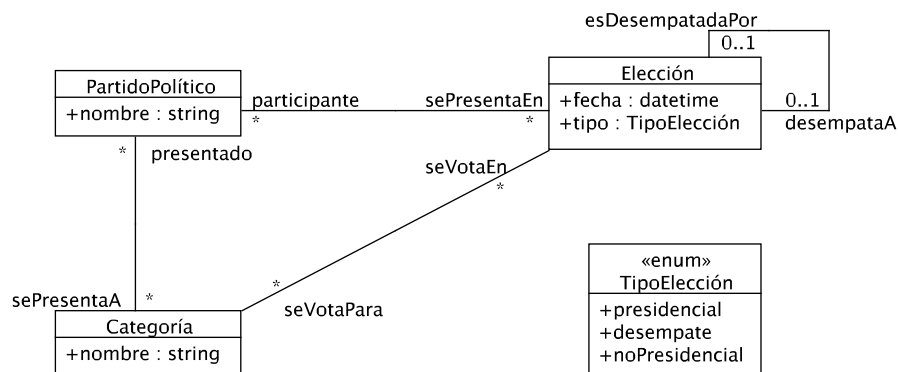 esDesempatadaPor
0..1
Elección
+fecha : datetime
+tipo : TipoElección
0..1
desempataA
PartidoPolítico
+nombre : string
participante
*
sePresentaEn
*
*
presentado
seVotaEn
*
sePresentaA
*
*
seVotaPara
Categoría
+nombre : string
«enum»
TipoElección
+presidencial
+desempate
+noPresidencial